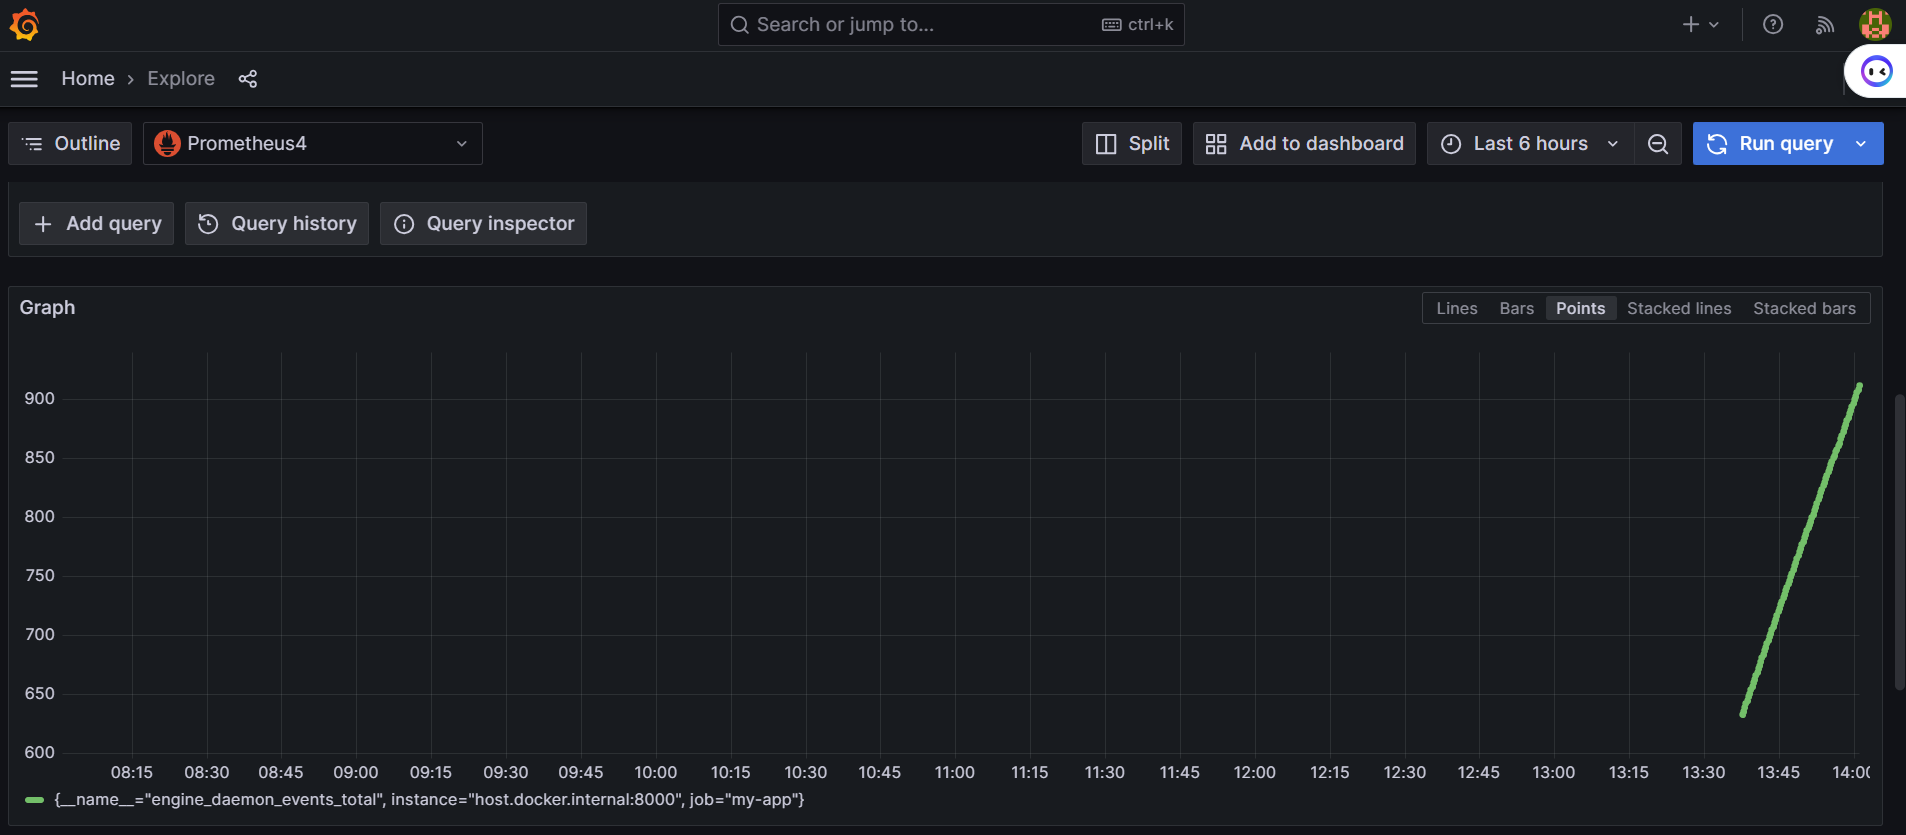 Search or jump to... ctrl+k
Home › Explore
Outline Prometheus4 Split Add to dashboard Last 6 hours Run query
Add query Query history Query inspector
Graph Lines Bars Points Stacked lines Stacked bars
900
850
800
750
700
650
600
08:15 08:30 08:45 09:00 09:15 09:30 09:45 10:00 10:15 10:30 10:45 11:00 11:15 11:30 11:45 12:00 12:15 12:30 12:45 13:00 13:15 13:30 13:45 14:00
{__name__="engine_daemon_events_total", instance="host.docker.internal:8000", job="my-app"}